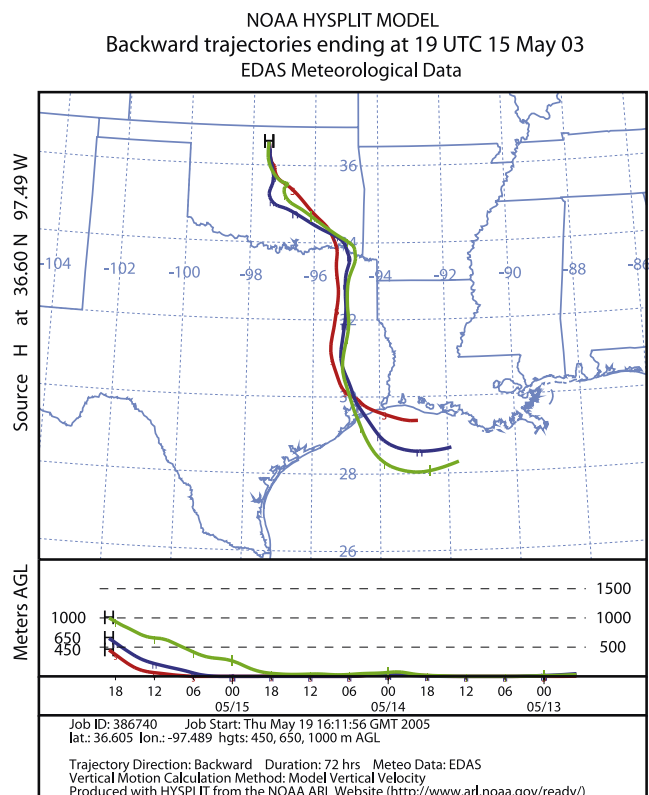 NOAA HYSPLIT MODEL
Backward trajectories ending at 19 UTC 15 May 03
EDAS Meteorological Data
Source H at 36.60 N 97.49 W
H
36
34
-104 -102 -100 -98 -96 -94 -92 -90 -88 -86
32
30
28
26
Meters AGL
1500
1000 1000
650
500
450
18 12 06 00 18 12 06 00 18 12 06 00
05/15 05/14 05/13
Job ID: 386740 Job Start: Thu May 19 16:11:56 GMT 2005
lat.: 36.605 lon.: -97.489 hgts: 450, 650, 1000 m AGL
Trajectory Direction: Backward Duration: 72 hrs Meteo Data: EDAS
Vertical Motion Calculation Method: Model Vertical Velocity
Produced with HYSPLIT from the NOAA ARL Website (http://www.arl.noaa.gov/ready/)